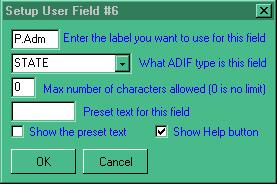 Setup User Field #6
P.Adm Enter the label you want to use for this field
STATE What ADIF type is this field
0 Max number of characters allowed (0 is no limit)
Preset text for this field
Show the preset text Show Help button
OK Cancel